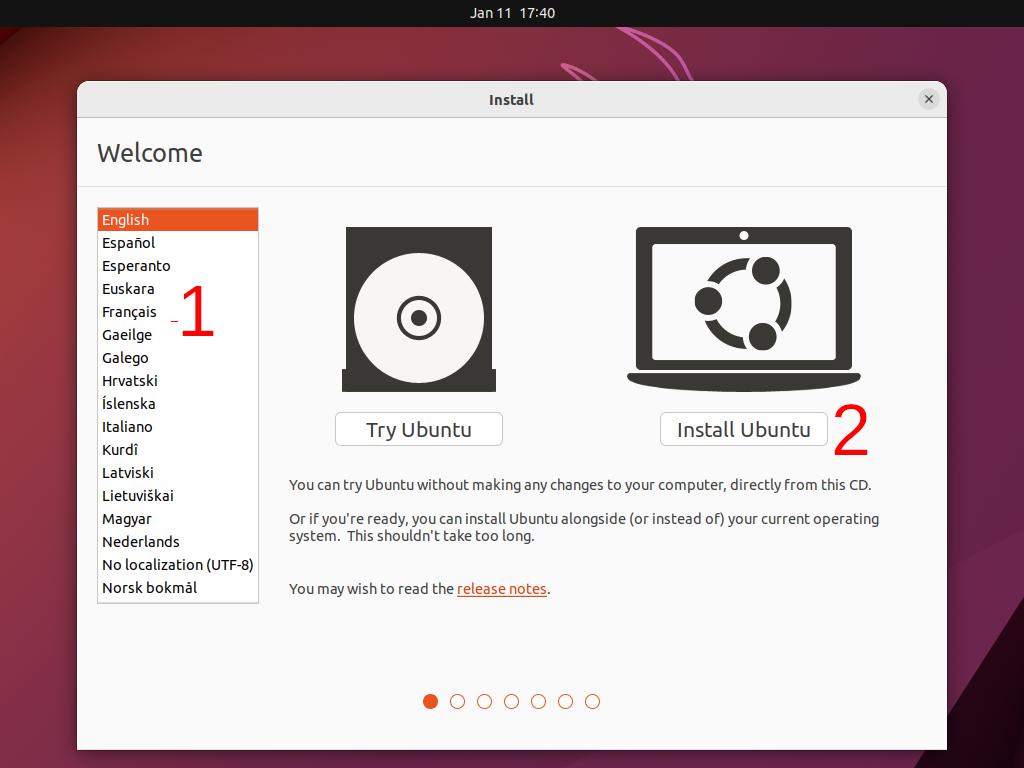 Jan 11 17:40
Install
Welcome
English
Español
Esperanto
Euskara
Français
Gaeilge
Galego
Hrvatski
Íslenska
Italiano
Kurdî
Latviski
Lietuviškai
Magyar
Nederlands
No localization (UTF-8)
Norsk bokmål
_1
Try Ubuntu
Install Ubuntu
2
You can try Ubuntu without making any changes to your computer, directly from this CD.
Or if you're ready, you can install Ubuntu alongside (or instead of) your current operating
system. This shouldn't take too long.
You may wish to read the release notes.